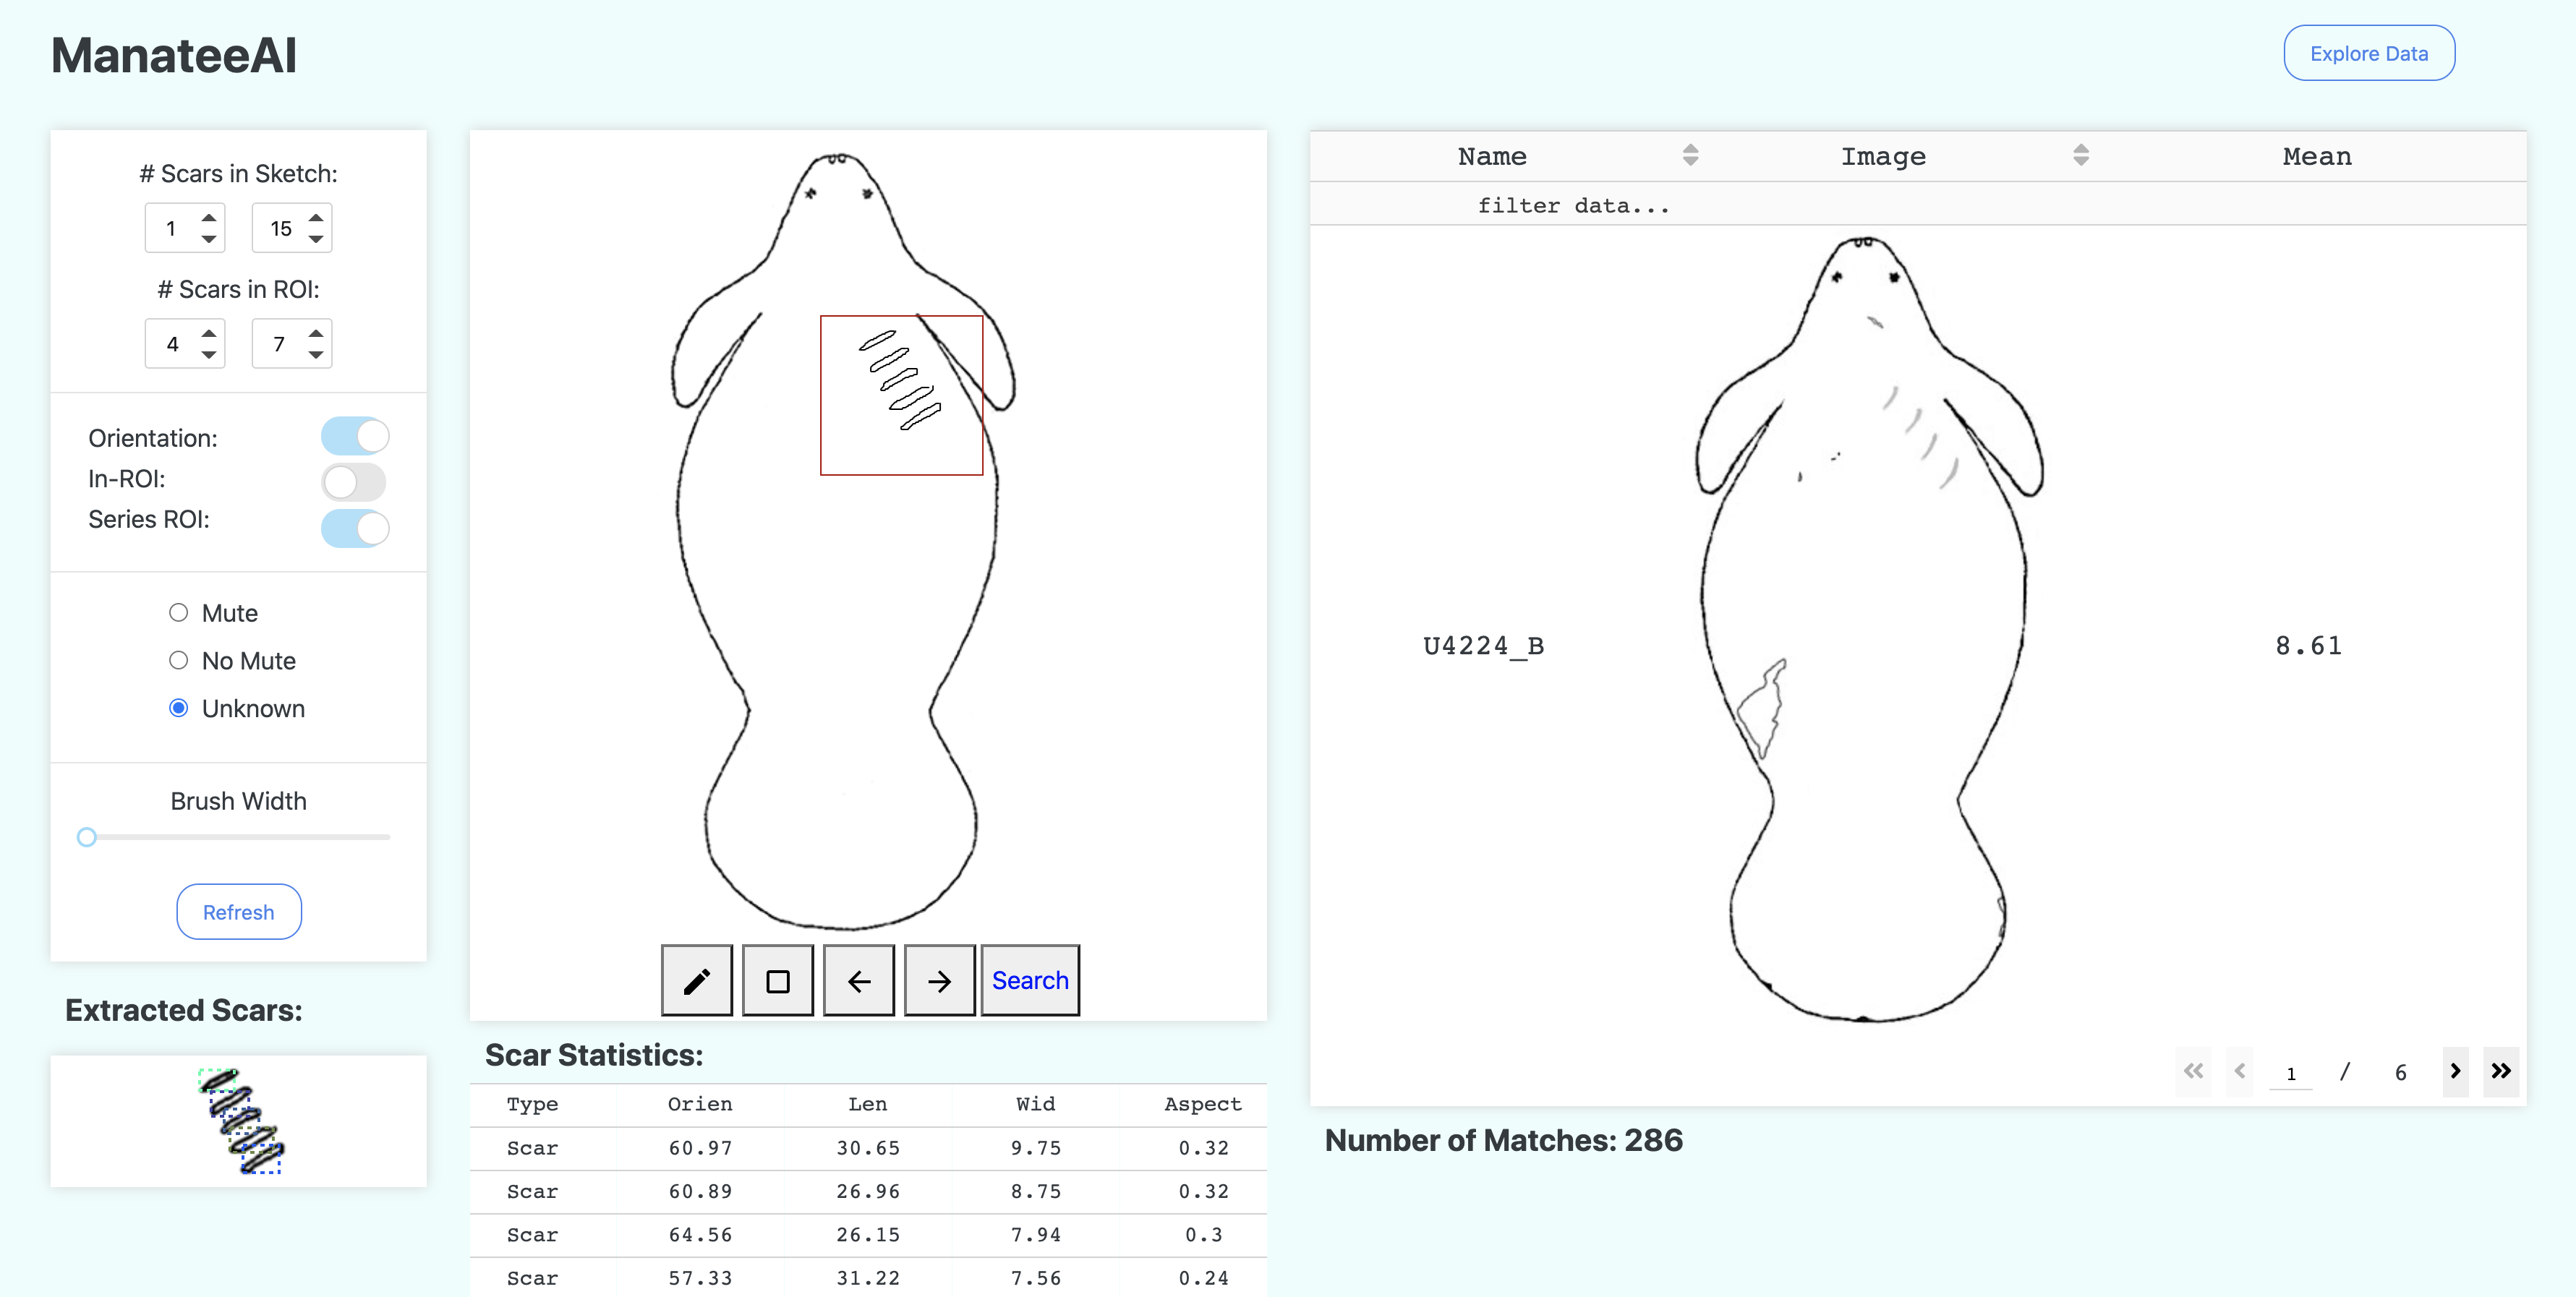 ManateeAI
Explore Data
# Scars in Sketch:
1 15
# Scars in ROI:
4 7
Orientation:
In-ROI:
Series ROI:
Mute
No Mute
Unknown
Brush Width
Refresh
Extracted Scars:
Search
Scar Statistics:
Type Orien Len Wid Aspect
Scar 60.97 30.65 9.75 0.32
Scar 60.89 26.96 8.75 0.32
Scar 64.56 26.15 7.94 0.3
Scar 57.33 31.22 7.56 0.24
Name Image Mean
filter data...
U4224_B 8.61
1 / 6
Number of Matches: 286